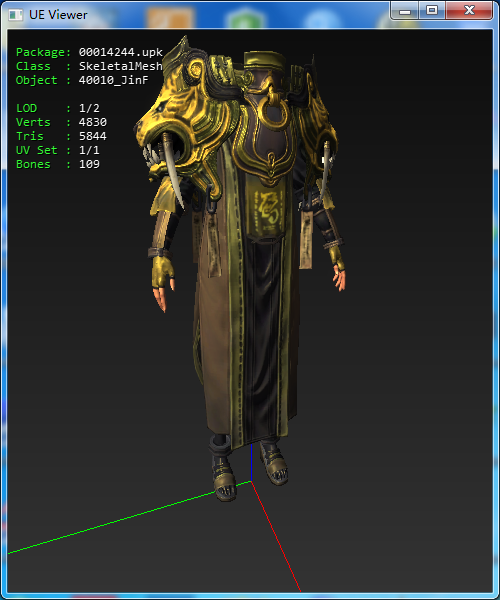 UE Viewer
Package: 00014244.upk
Class : SkeletalMesh
Object : 40010_JinF
LOD : 1/2
Verts : 4830
Tris : 5844
UV Set : 1/1
Bones : 109